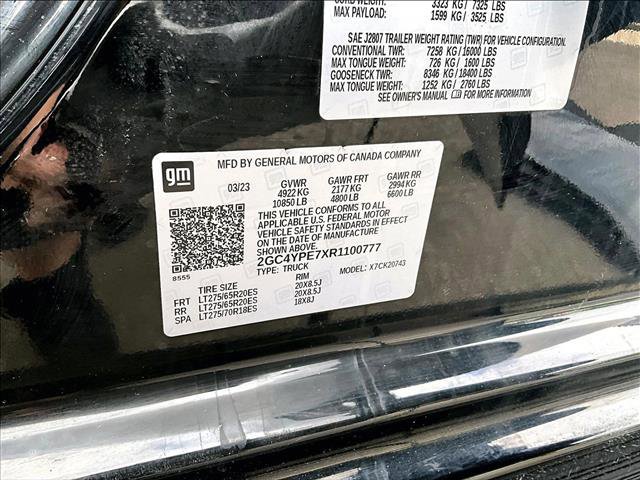 CURB WEIGHT: 3323 KG / 7325 LBS
MAX PAYLOAD: 1599 KG / 3525 LBS
SAE J2807 TRAILER WEIGHT RATING (TWR) FOR VEHICLE CONFIGURATION.
CONVENTIONAL TWR: 7258 KG/ 16000 LBS
MAX TONGUE: 726 KG / 1600 LBS
GOOSENECK TWR: 8346 KG/ 18400 LBS
MAX TONGUE: 1252 KG / 2760 LBS
SEE OWNER'S MANUAL FOR MORE INFORMATION
gm
MFD BY GENERAL MOTORS OF CANADA COMPANY
03/23 GVWR GAWR FRT GAWR RR
4922 KG 2177 KG 2994 KG
10850 LB 4800 LB 6600 LB
THIS VEHICLE CONFORMS TO ALL
APPLICABLE U.S. FEDERAL MOTOR
VEHICLE SAFETY STANDARDS IN EFFECT
ON THE DATE OF MANUFACTURE
SHOWN ABOVE.
2GC4YPE7XR1100777
8555
TYPE: TRUCK MODEL: X7CK20743
TIRE SIZE RIM
FRT LT275/65R20ES 20X8.5J
RR LT275/65R20ES 20X8.5J
SPA LT275/70R18ES 18X8J